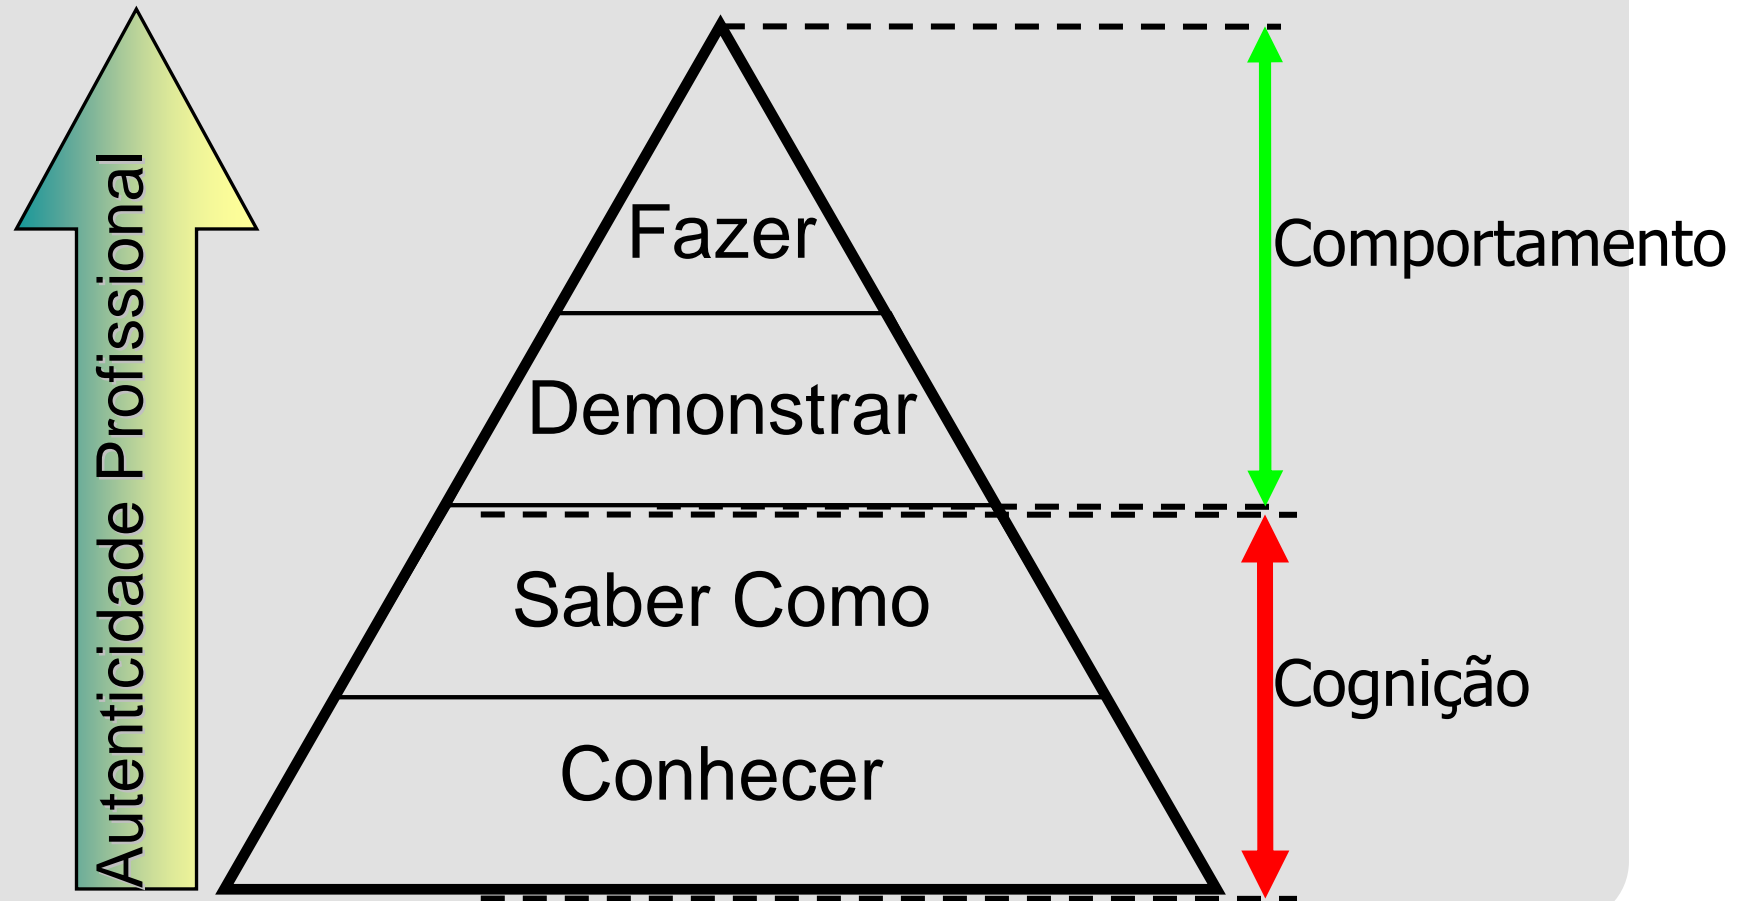 Autenticidade Profissional
Fazer
Comportamento
Demonstrar
Saber Como
Cognição
Conhecer